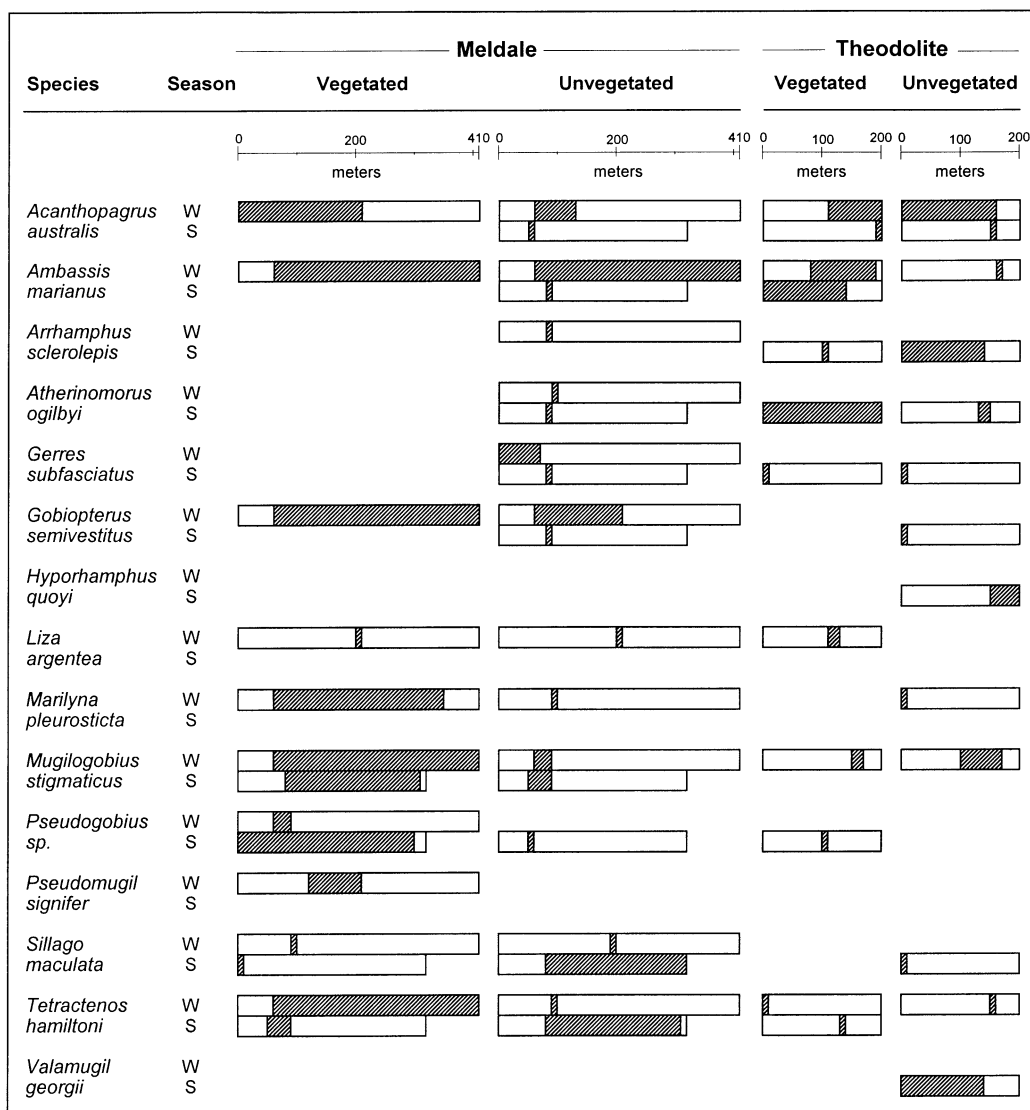 Meldale Theodolite
Species Season Vegetated Unvegetated Vegetated Unvegetated
0 200 410 0 200 410 0 100 200 0 100 200
meters meters meters meters
Acanthopagrus W
australis S
Ambassis W
marianus S
Arrhamphus W
sclerolepis S
Atherinomorus W
ogilbyi S
Gerres W
subfasciatus S
Gobiopterus W
semivestitus S
Hyporhamphus W
quoyi S
Liza W
argentea S
Marilyna W
pleurosticta S
Mugilogobius W
stigmaticus S
Pseudogobius W
sp. S
Pseudomugil W
signifer S
Sillago W
maculata S
Tetractenos W
hamiltoni S
Valamugil W
georgii S